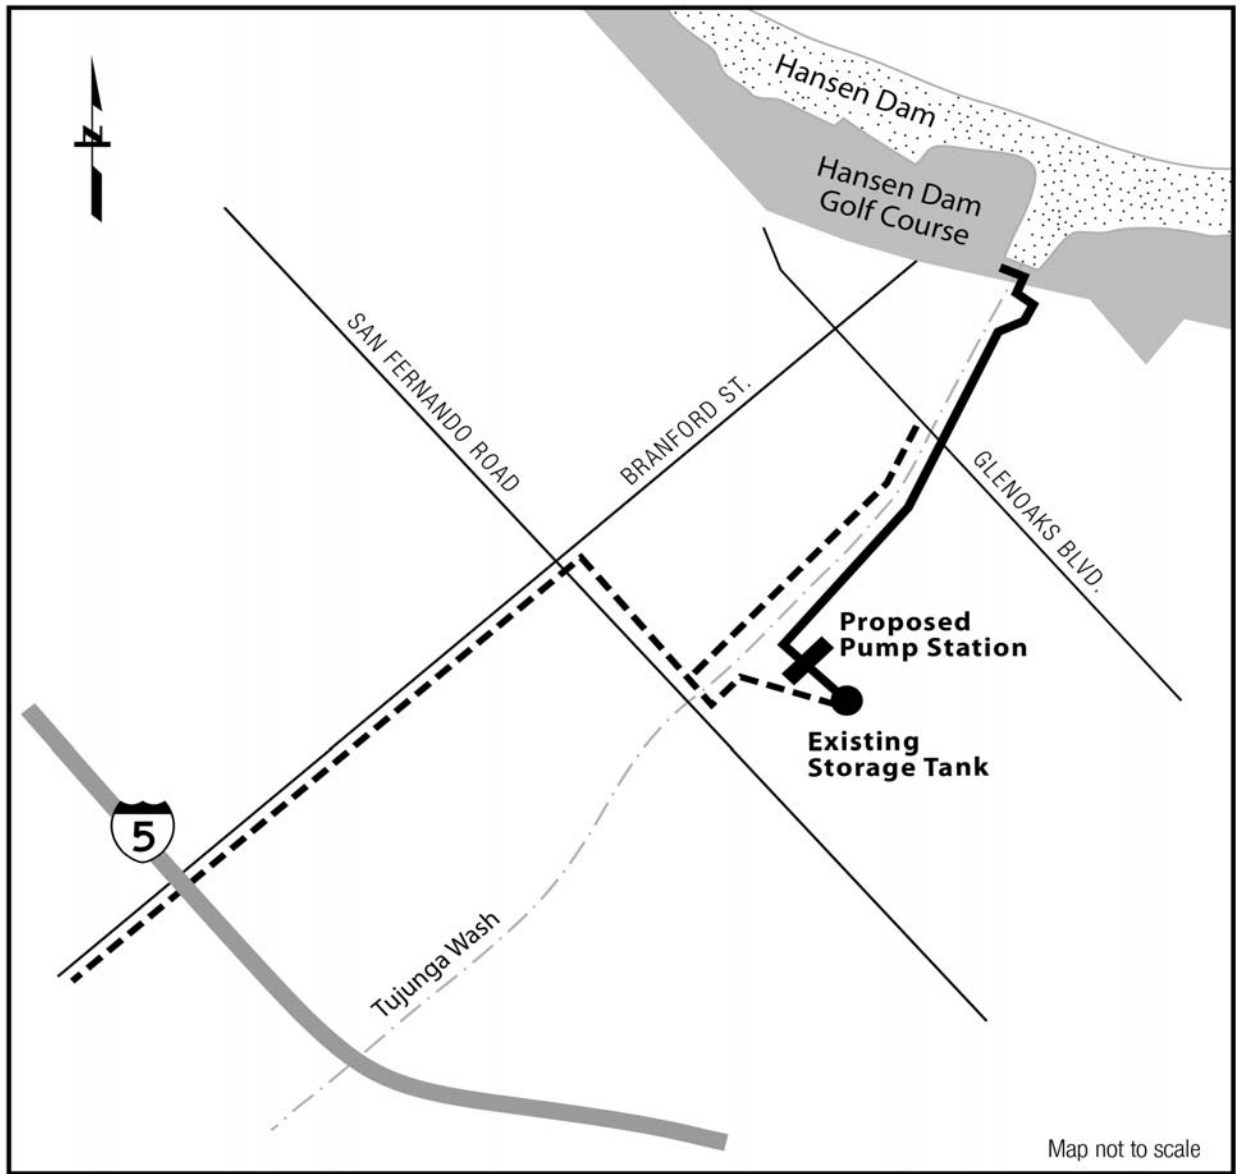 Hansen Dam
Hansen Dam
Golf Course
N
SAN FERNANDO ROAD
BRANFORD ST.
GLENOAKS BLVD.
Proposed
Pump Station
Existing
Storage Tank
5
Tujunga Wash
Map not to scale